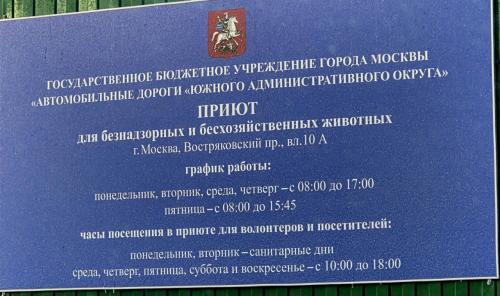 ГОСУДАРСТВЕННОЕ БЮДЖЕТНОЕ УЧРЕЖДЕНИЕ ГОРОДА МОСКВЫ
«АВТОМОБИЛЬНЫЕ ДОРОГИ «ЮЖНОГО АДМИНИСТРАТИВНОГО ОКРУГА»
ПРИЮТ
для безнадзорных и бесхозяйственных животных
г.Москва, Востряковский пр., вл.10 А
график работы:
понедельник, вторник, среда, четверг – с 08:00 до 17:00
пятница – с 08:00 до 15:45
часы посещения в приюте для волонтеров и посетителей:
понедельник, вторник – санитарные дни
среда, четверг, пятница, суббота и воскресенье – с 10:00 до 18:00